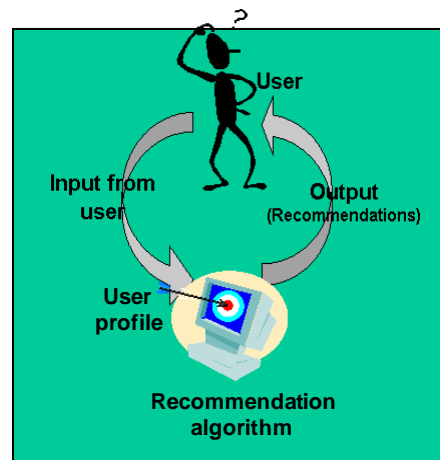 ?
User
Input from
user
Output
(Recommendations)
User
profile
Recommendation
algorithm